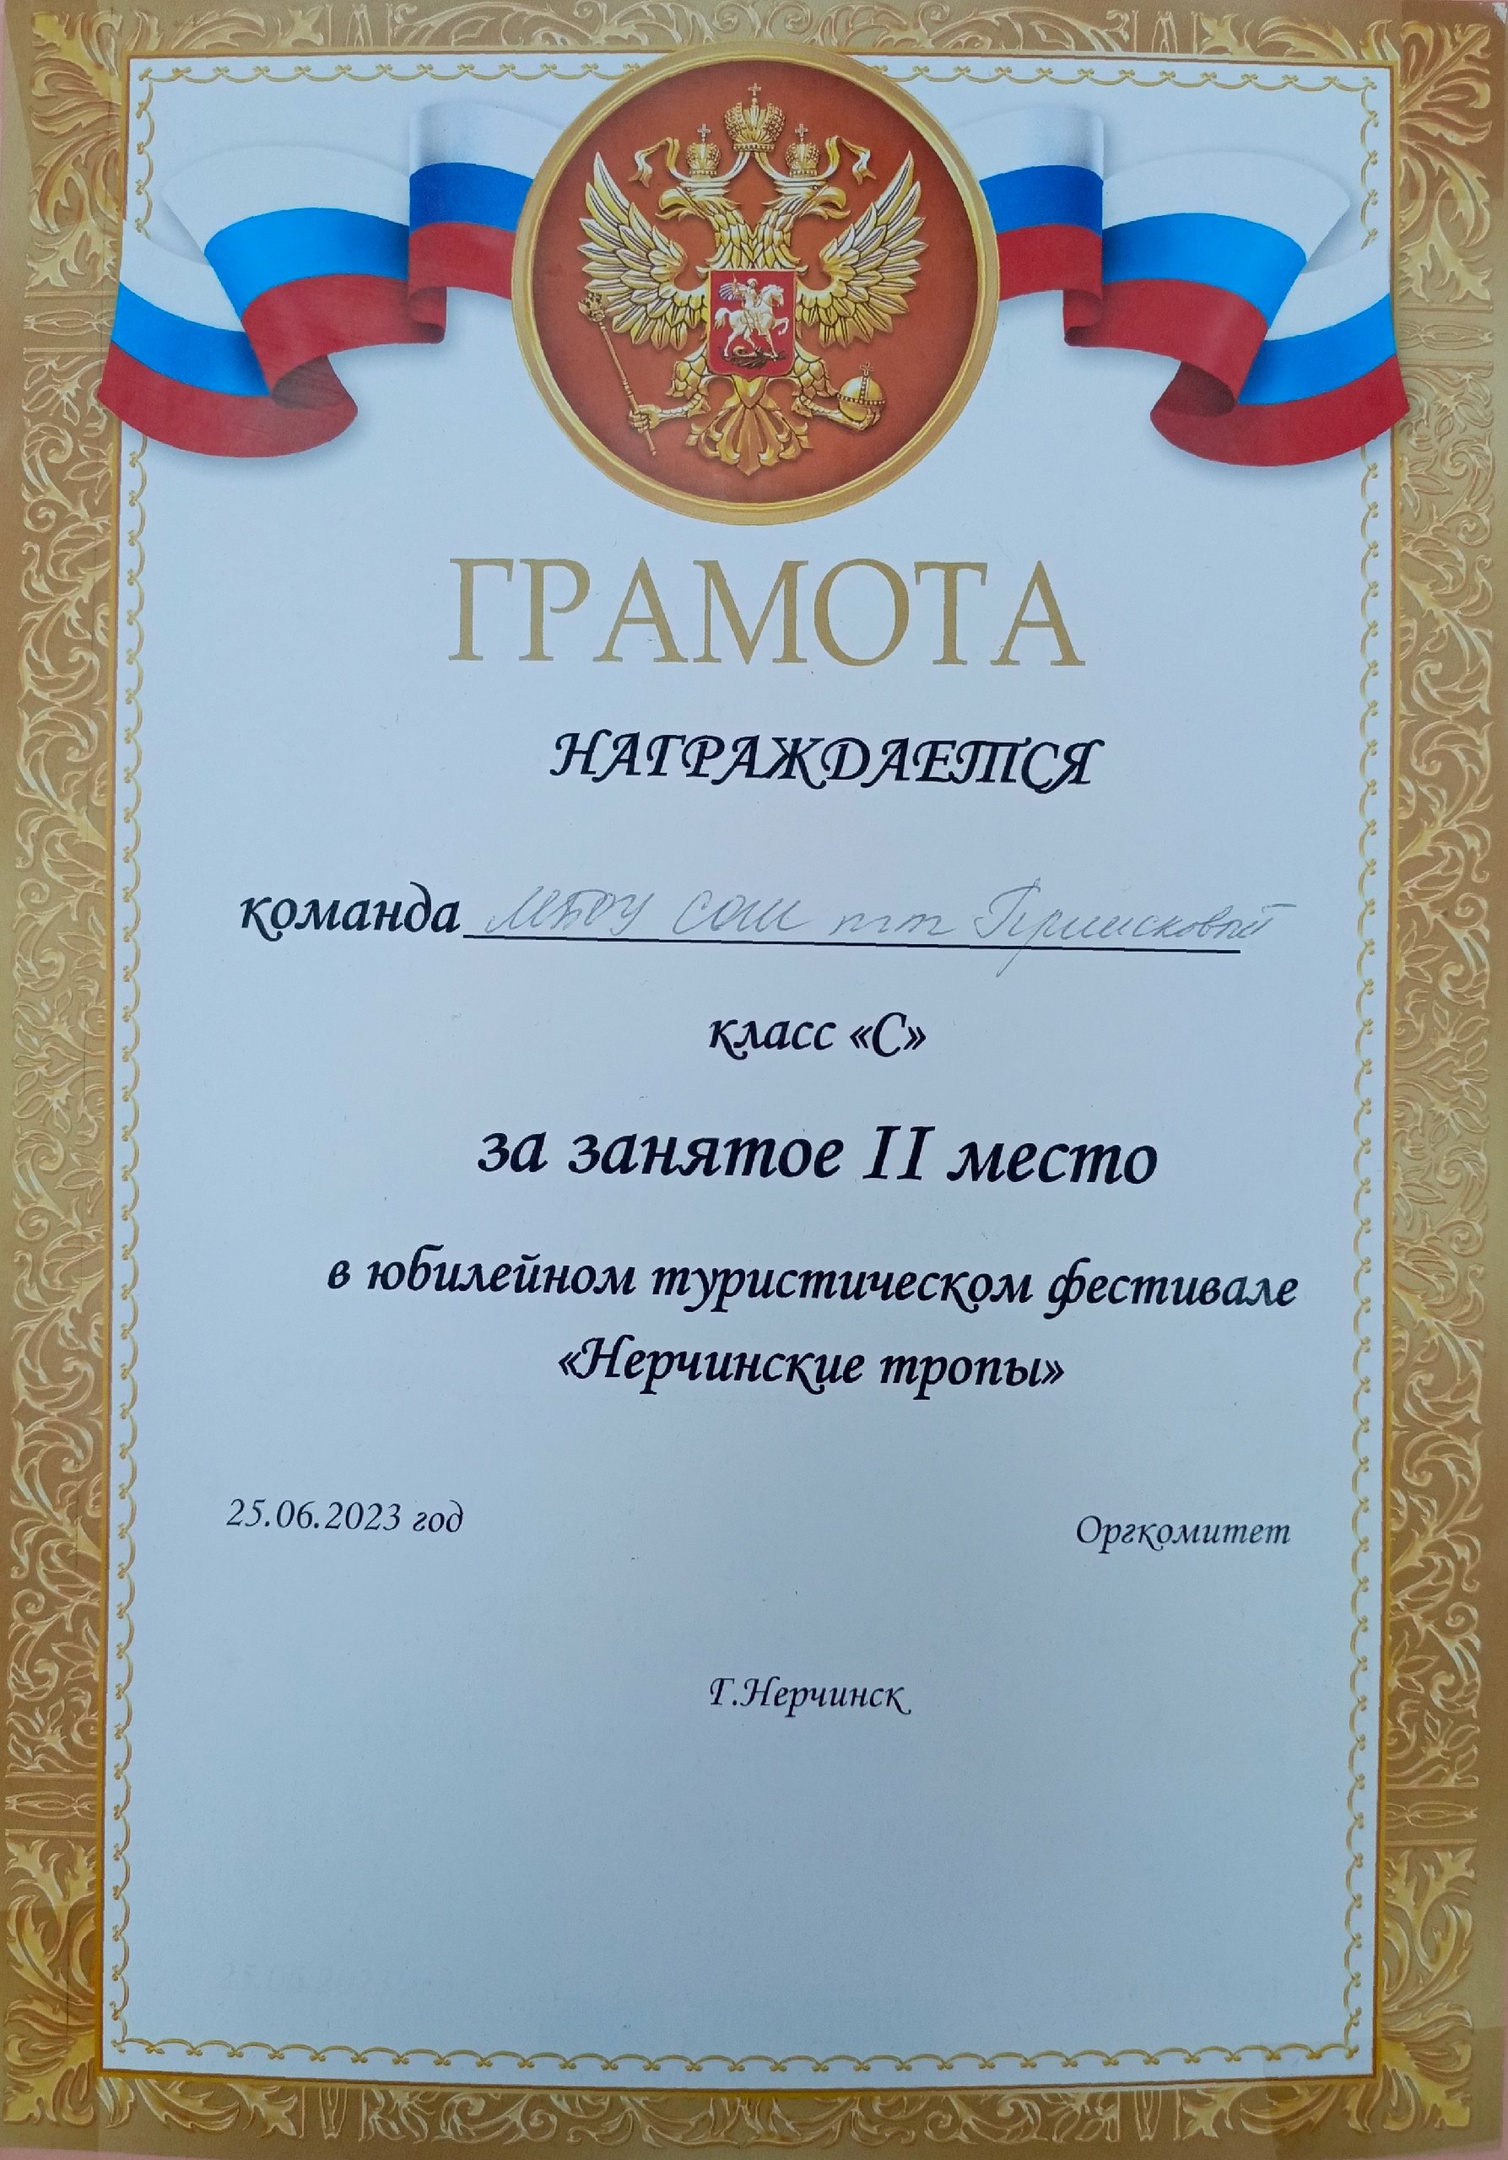 ГРАМОТА
НАГРАЖДАЕТСЯ
команда МБОУ СОШ пгт Приисковой
класс «С»
за занятое II место
в юбилейном туристическом фестивале
«Нерчинские тропы»
25.06.2023 год Оргкомитет
Г.Нерчинск